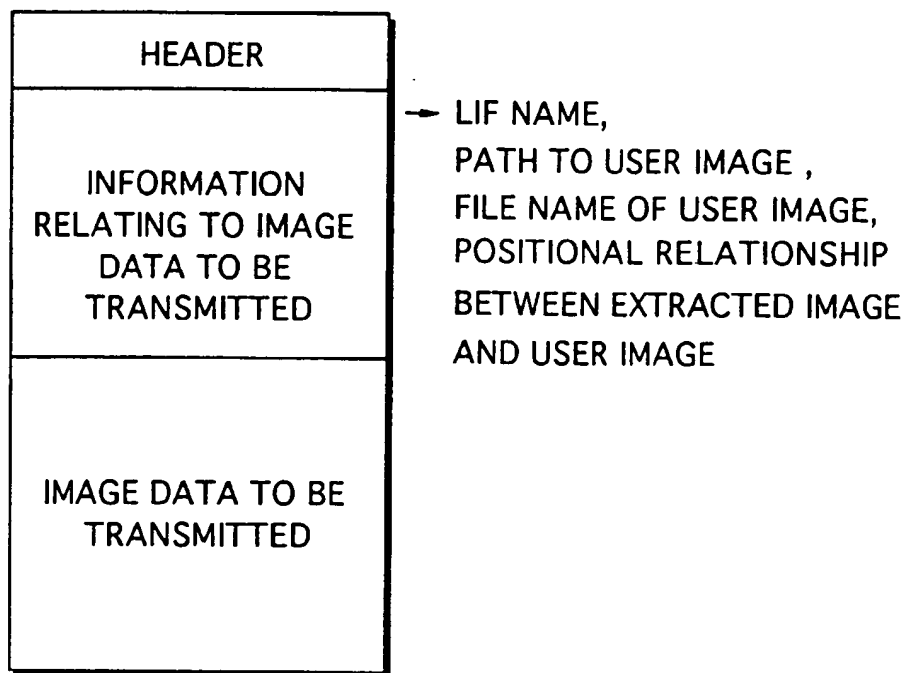 HEADER
INFORMATION
RELATING TO IMAGE
DATA TO BE
TRANSMITTED
IMAGE DATA TO BE
TRANSMITTED
→ LIF NAME,
PATH TO USER IMAGE ,
FILE NAME OF USER IMAGE,
POSITIONAL RELATIONSHIP
BETWEEN EXTRACTED IMAGE
AND USER IMAGE